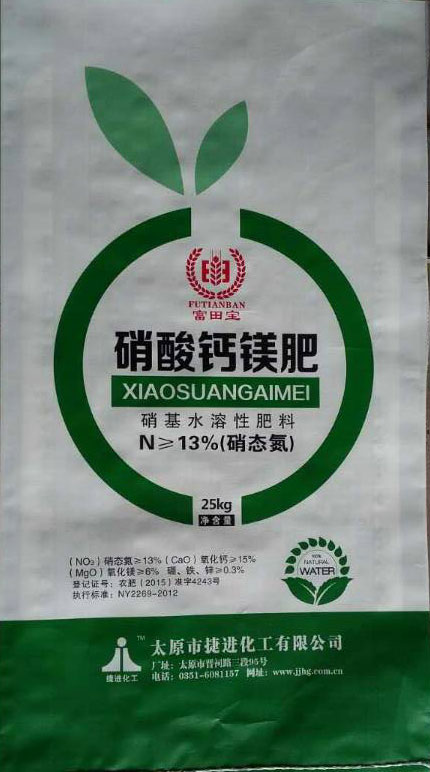 FUTIANBAN
富田宝
硝酸钙镁肥
XIAOSUANGAIMEI
硝基水溶性肥料
N≥13%(硝态氮)
25kg
净含量
(NO₃)硝态氮≥13% (CaO)氧化钙≥15%
(MgO)氧化镁≥6% 硼、铁、锌≥0.3%
登记证号：农肥(2015)准字4243号
执行标准：NY2269-2012
100%
NATURAL
WATER
TM
捷进化工
太原市捷进化工有限公司
厂址：太原市晋祠路三段95号
电话：0351-6081157 网址：www.jjhg.com.cn